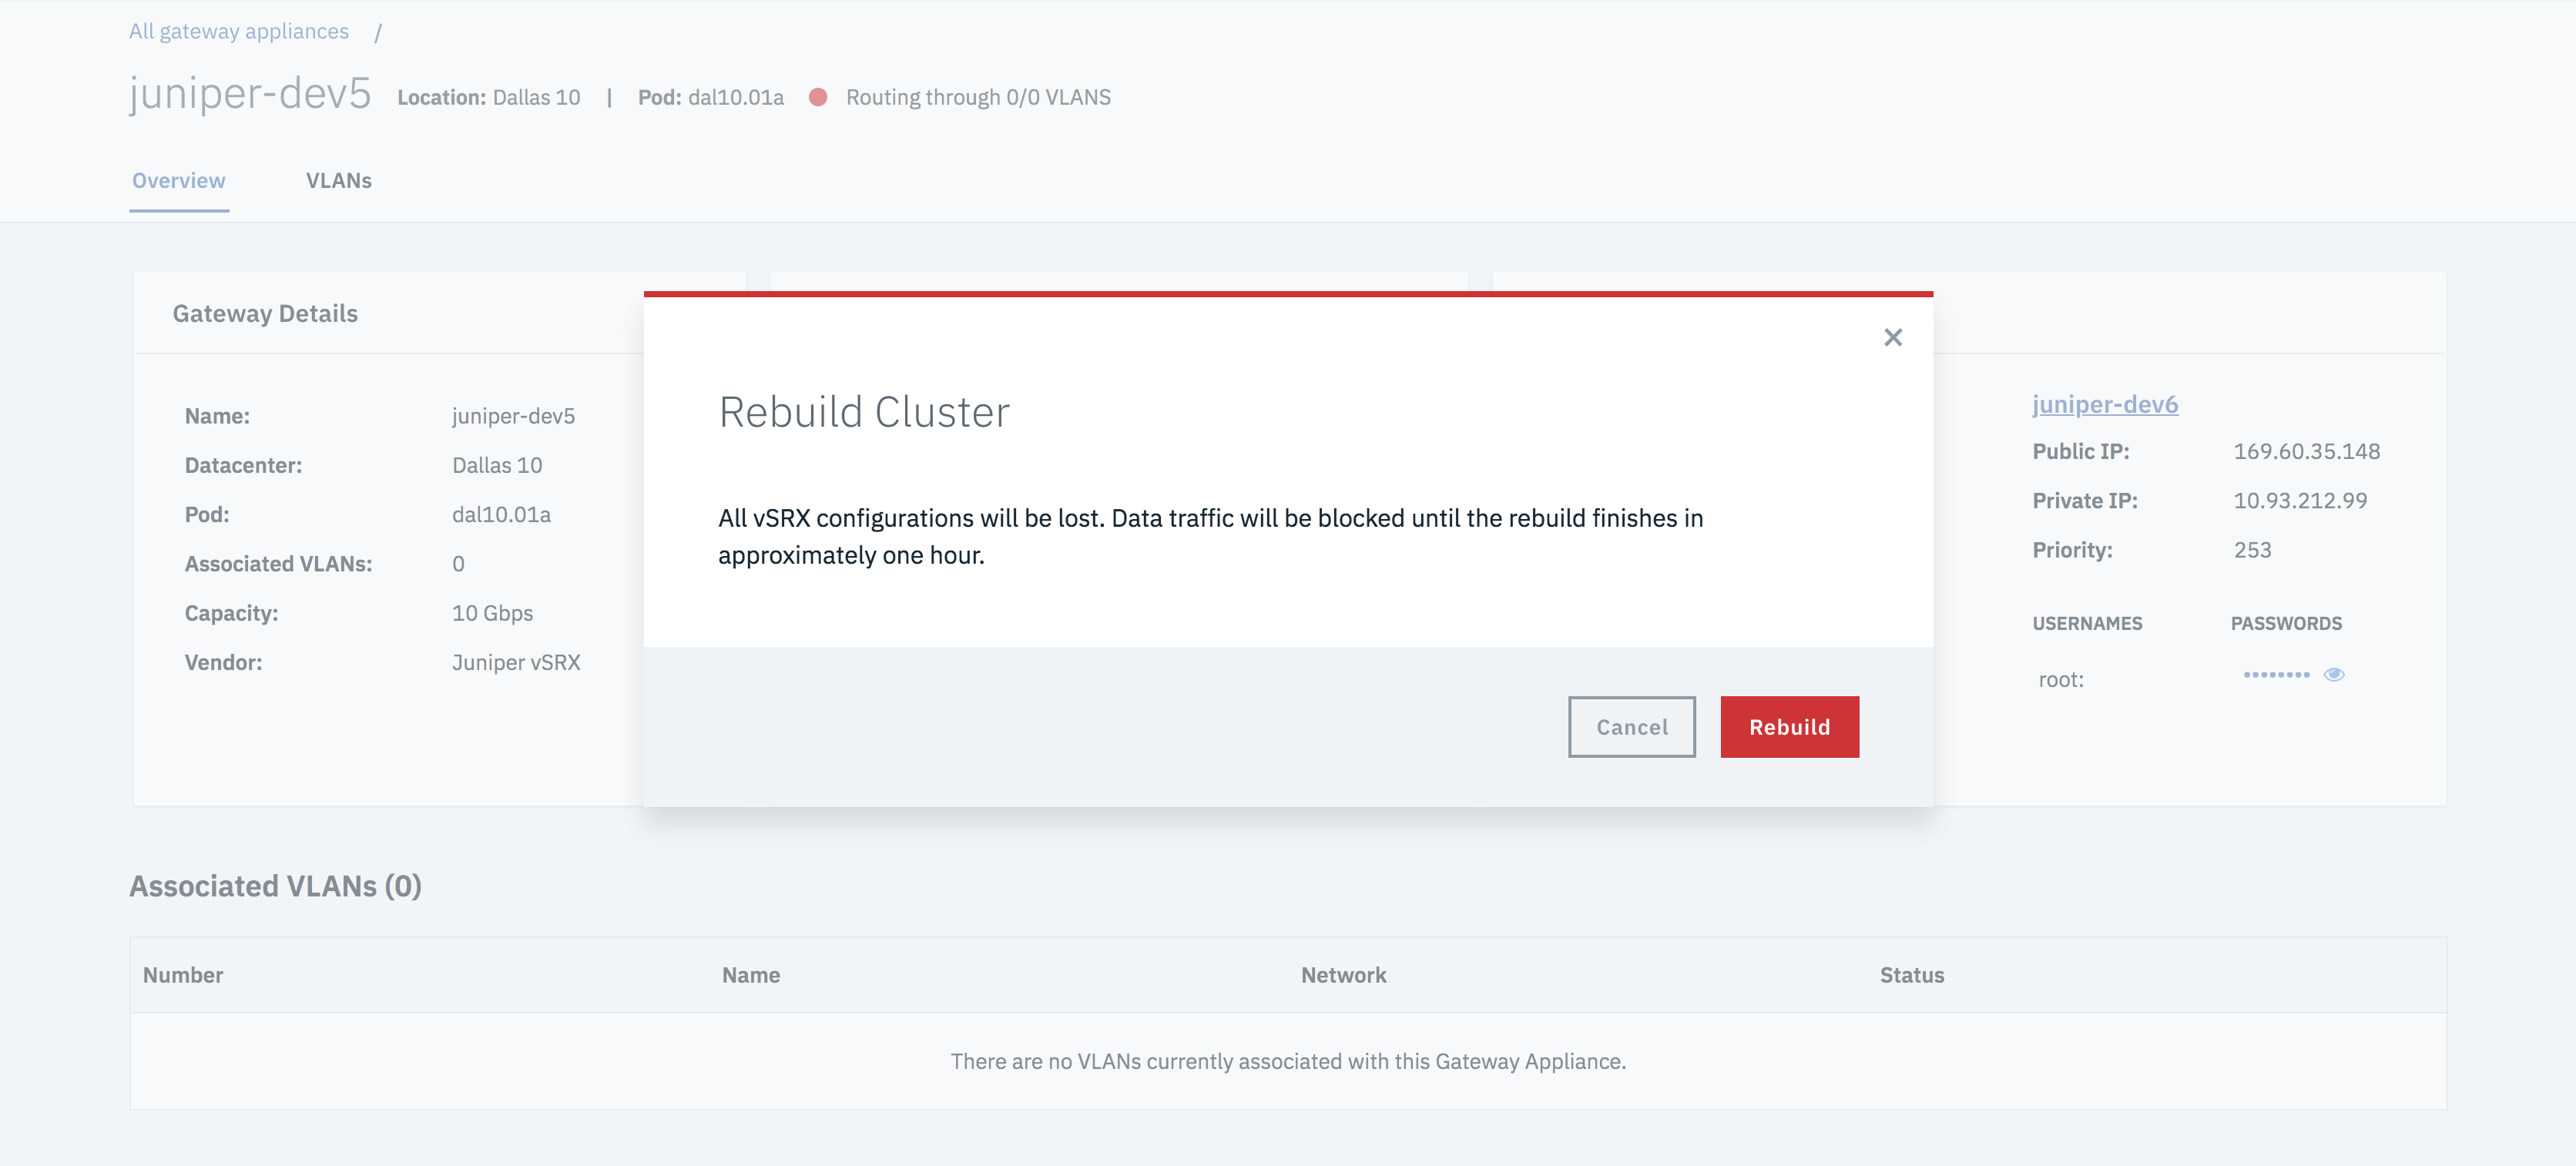 All gateway appliances /
juniper-dev5 Location: Dallas 10 | Pod: dal10.01a Routing through 0/0 VLANS
Overview VLANs
Gateway Details
Name: juniper-dev5
Datacenter: Dallas 10
Pod: dal10.01a
Associated VLANs: 0
Capacity: 10 Gbps
Vendor: Juniper vSRX
Rebuild Cluster
All vSRX configurations will be lost. Data traffic will be blocked until the rebuild finishes in
approximately one hour.
Cancel Rebuild
juniper-dev6
Public IP: 169.60.35.148
Private IP: 10.93.212.99
Priority: 253
USERNAMES PASSWORDS
root: ••••••••
Associated VLANs (0)
Number Name Network Status
There are no VLANs currently associated with this Gateway Appliance.